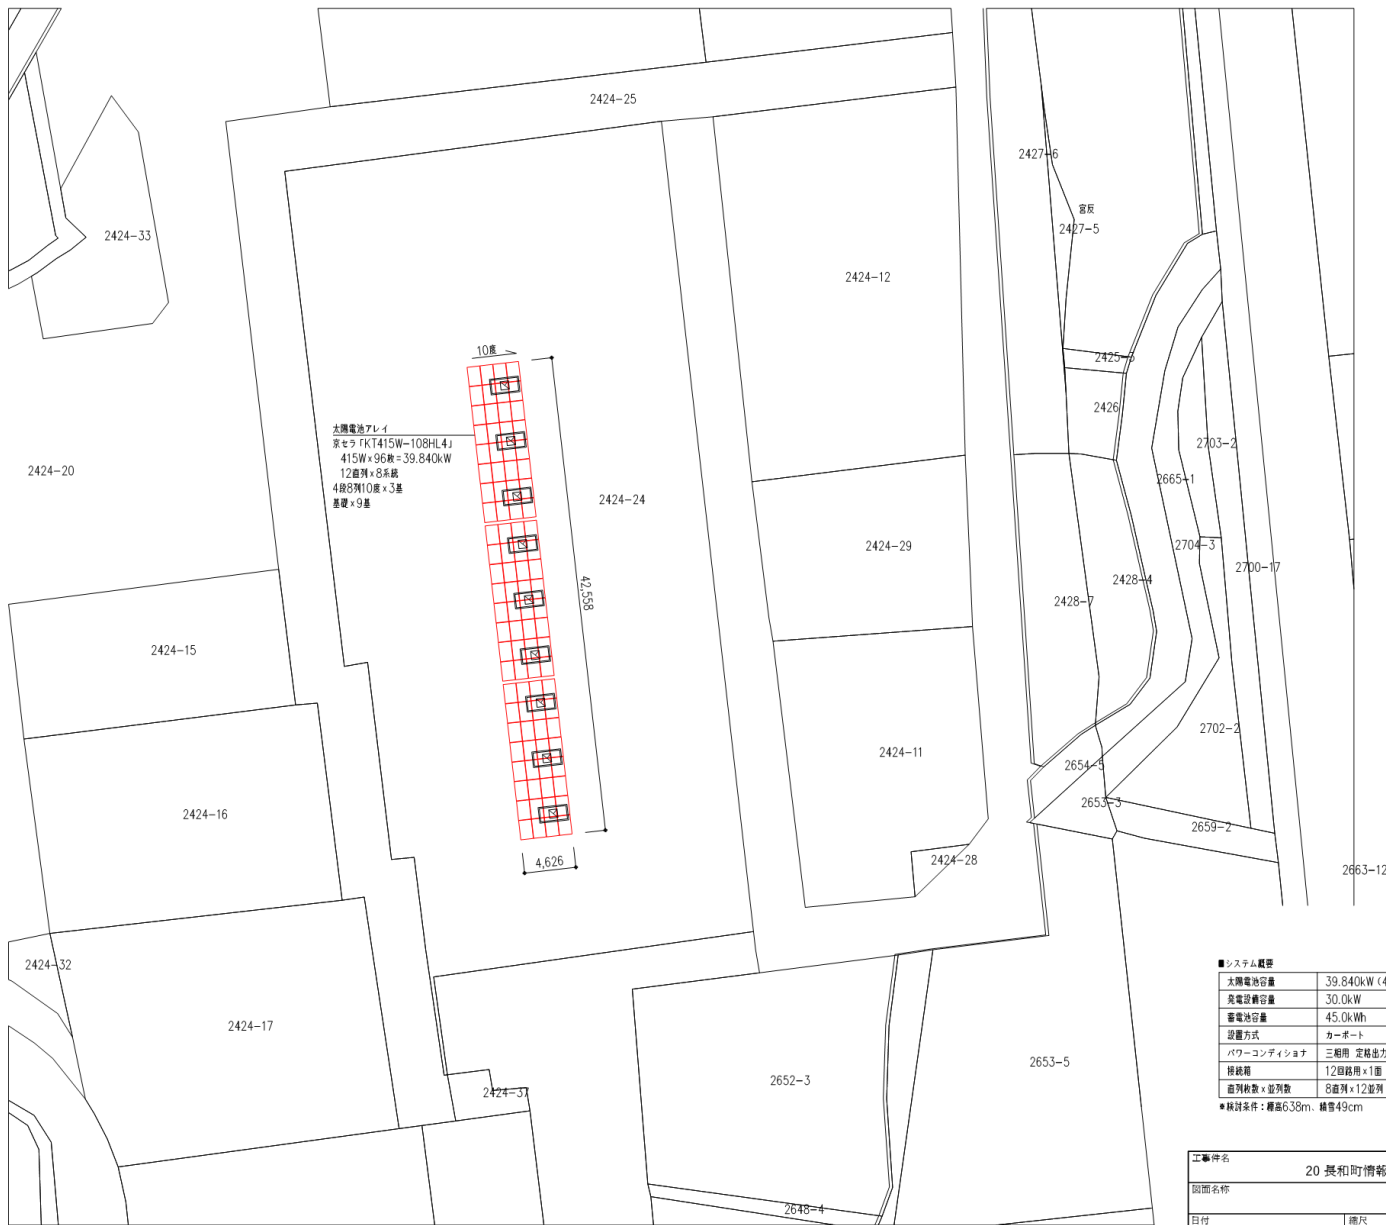 2424-25
2427-6
宮反
2427-5
2424-33
2424-12
10度
2425-3
2426
2703-2
太陽電池アレイ
京セラ「KT415W-108HL4」
415W×96枚=39.840kW
12直列×8系統
4段8列10度×3基
基礎×9基
2424-20
2424-24
2665-1
2424-29
2704-3
2700-17
2428-4
2428-7
42,558
2424-15
2702-2
2424-11
2654-5
2653-3
2424-16
2659-2
4,626
2424-28
2663-12
2424-32
2424-17
2653-5
2652-3
2424-37
2648-4
■システム概要
太陽電池容量 39.840kW (4
発電設備容量 30.0kW
蓄電池容量 45.0kWh
設置方式 カーポート
パワーコンディショナ 三相用 定格出力
接続箱 12回路用×1面
直列枚数×並列数 8直列×12並列
※検討条件:標高638m、積雪49cm
工事件名
20 長和町情報
図面名称
日付 縮尺